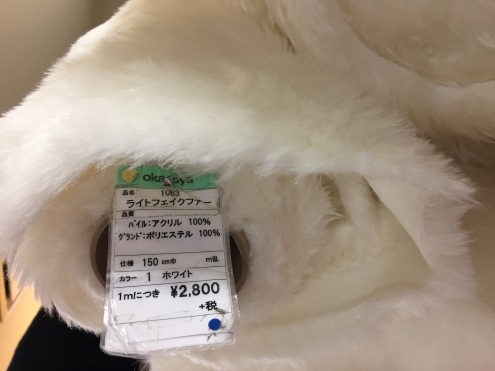 okadaya
品名 1063
ライトフェイクファー
品質
パイル:アクリル 100%
グランド:ポリエステル 100%
仕様 150 cm巾 m乱
カラー 1 ホワイト
1mにつき ¥2,800
+税